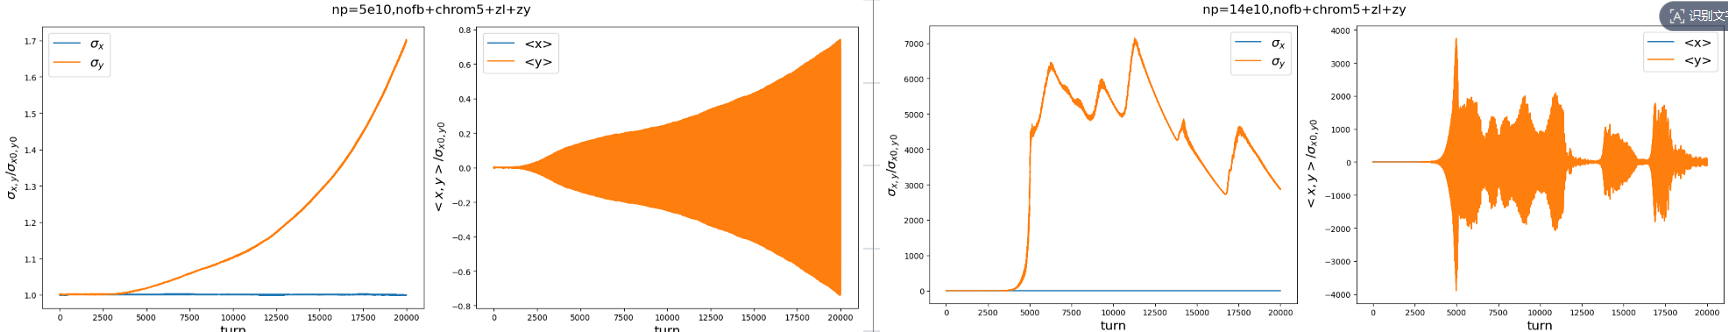 np=5e10,nofb+chrom5+zl+zy
σx
σy
σx,y/σx0,y0
1.7
1.6
1.5
1.4
1.3
1.2
1.1
1.0
0 2500 5000 7500 10000 12500 15000 17500 20000
turn
<x>
<y>
<x,y>/σx0,y0
0.8
0.6
0.4
0.2
0.0
−0.2
−0.4
−0.6
−0.8
0 2500 5000 7500 10000 12500 15000 17500 20000
turn
np=14e10,nofb+chrom5+zl+zy
σx
σy
σx,y/σx0,y0
7000
6000
5000
4000
3000
2000
1000
0
0 2500 5000 7500 10000 12500 15000 17500 20000
turn
A 识别文
<x>
<y>
<x,y>/σx0,y0
4000
3000
2000
1000
0
−1000
−2000
−3000
−4000
0 2500 5000 7500 10000 12500 15000 17500 20000
turn